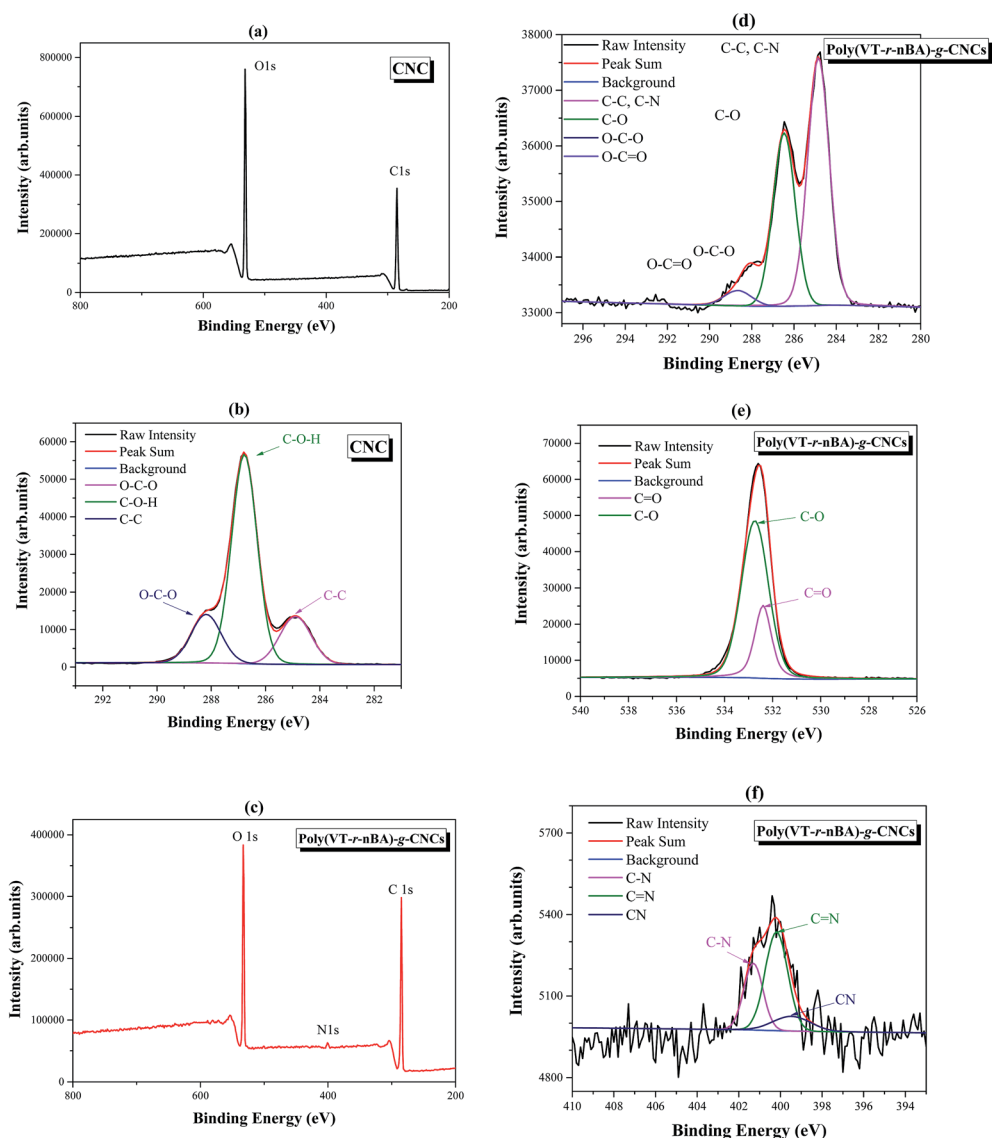 (a)
CNC
O1s
C1s
Intensity (arb.units)
800000
600000
400000
200000
0
800
600
400
200
Binding Energy (eV)
(d)
Raw Intensity
Peak Sum
Background
C-C, C-N
C-O
O-C-O
O-C=O
C-C, C-N
Poly(VT-r-nBA)-g-CNCs
C-O
O-C-O
O-C=O
Intensity (arb.units)
38000
37000
36000
35000
34000
33000
296
294
292
290
288
286
284
282
280
Binding Energy (eV)
(b)
Raw Intensity
Peak Sum
Background
O-C-O
C-O-H
C-C
C-O-H
CNC
O-C-O
C-C
Intensity (arb.units)
60000
50000
40000
30000
20000
10000
0
292
290
288
286
284
282
Binding Energy (eV)
(e)
Raw Intensity
Peak Sum
Background
C=O
C-O
Poly(VT-r-nBA)-g-CNCs
C-O
C=O
Intensity (arb.units)
70000
60000
50000
40000
30000
20000
10000
0
540
538
536
534
532
530
528
526
Binding Energy (eV)
(c)
Poly(VT-r-nBA)-g-CNCs
O 1s
C 1s
N1s
Intensity (arb.units)
400000
300000
200000
100000
0
800
600
400
200
Binding Energy (eV)
(f)
Raw Intensity
Peak Sum
Background
C-N
C=N
CN
Poly(VT-r-nBA)-g-CNCs
C=N
C-N
CN
Intensity (arb.units)
5700
5400
5100
4800
410
408
406
404
402
400
398
396
394
Binding Energy (eV)